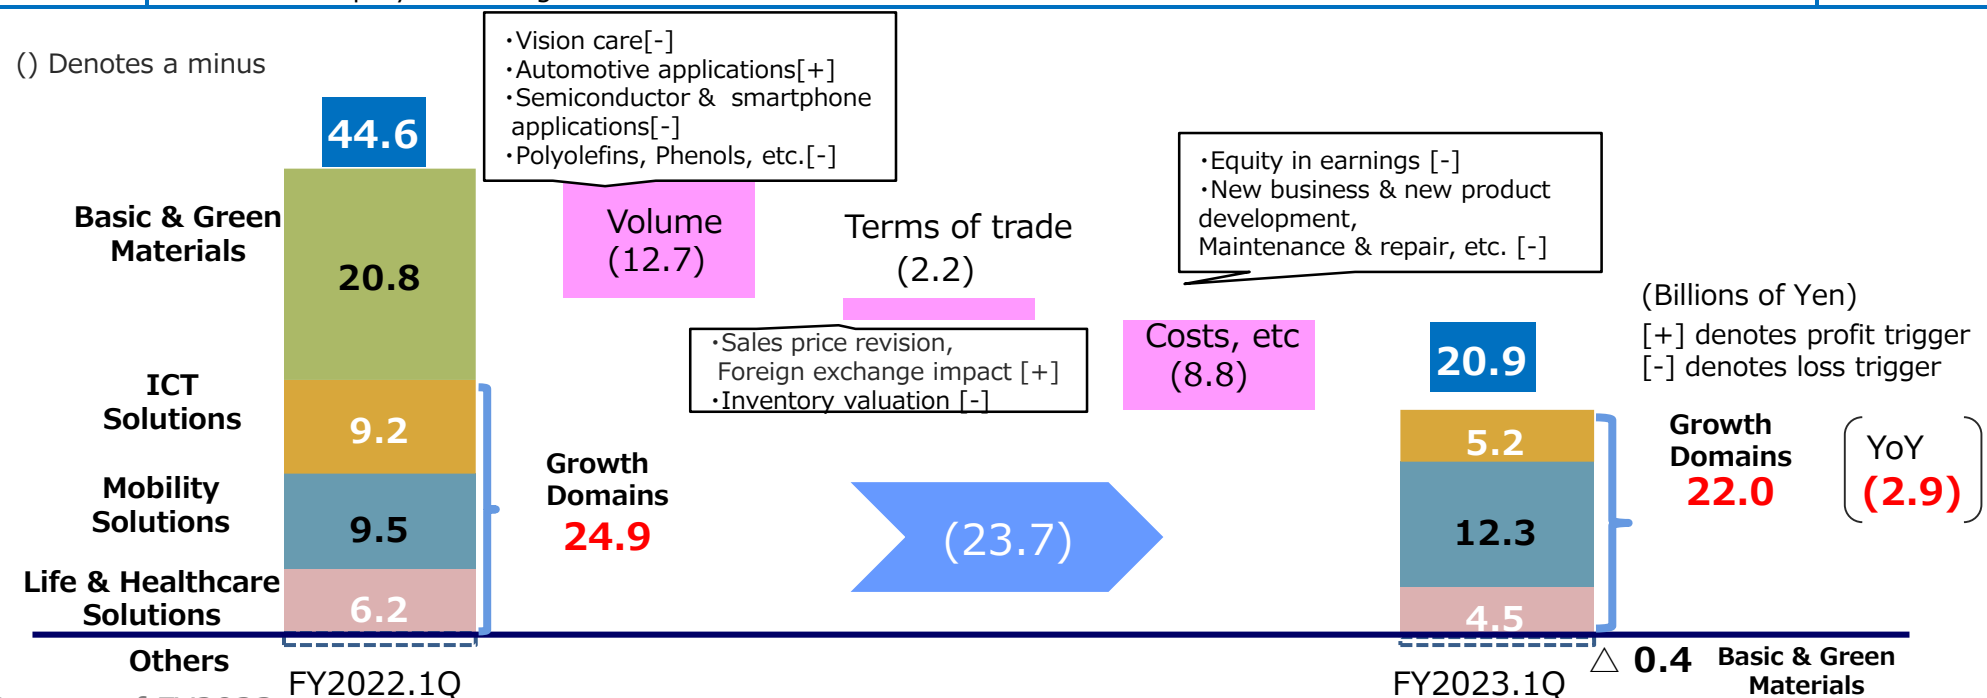 () Denotes a minus
・Vision care[-]
・Automotive applications[+]
・Semiconductor & smartphone
applications[-]
・Polyolefins, Phenols, etc.[-]
44.6
・Equity in earnings [-]
・New business & new product
development,
Maintenance & repair, etc. [-]
Basic & Green
Materials
20.8
Volume
(12.7)
Terms of trade
(2.2)
(Billions of Yen)
[+] denotes profit trigger
[-] denotes loss trigger
・Sales price revision,
Foreign exchange impact [+]
・Inventory valuation [-]
Costs, etc
(8.8)
20.9
ICT
Solutions
9.2
5.2
Growth
Domains
22.0
YoY
(2.9)
Growth
Domains
24.9
Mobility
Solutions
9.5
(23.7)
12.3
Life & Healthcare
Solutions
6.2
4.5
Others
FY2022.1Q
FY2023.1Q
△ 0.4
Basic & Green
Materials